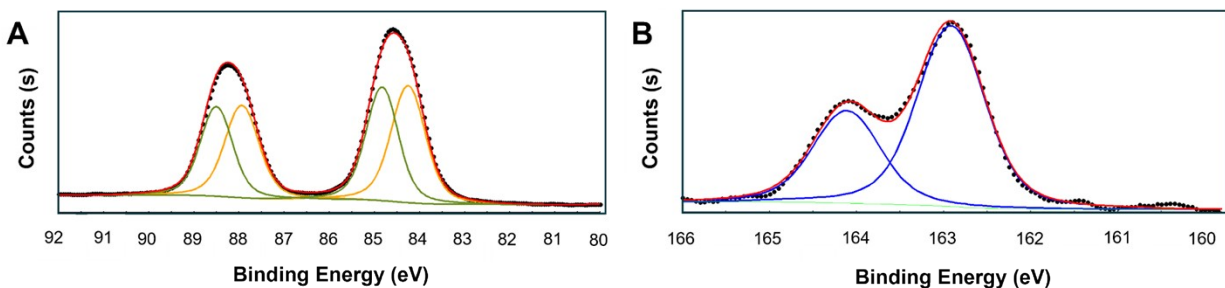 A
Counts (s)
92 91 90 89 88 87 86 85 84 83 82 81 80
Binding Energy (eV)
B
Counts (s)
166 165 164 163 162 161 160
Binding Energy (eV)